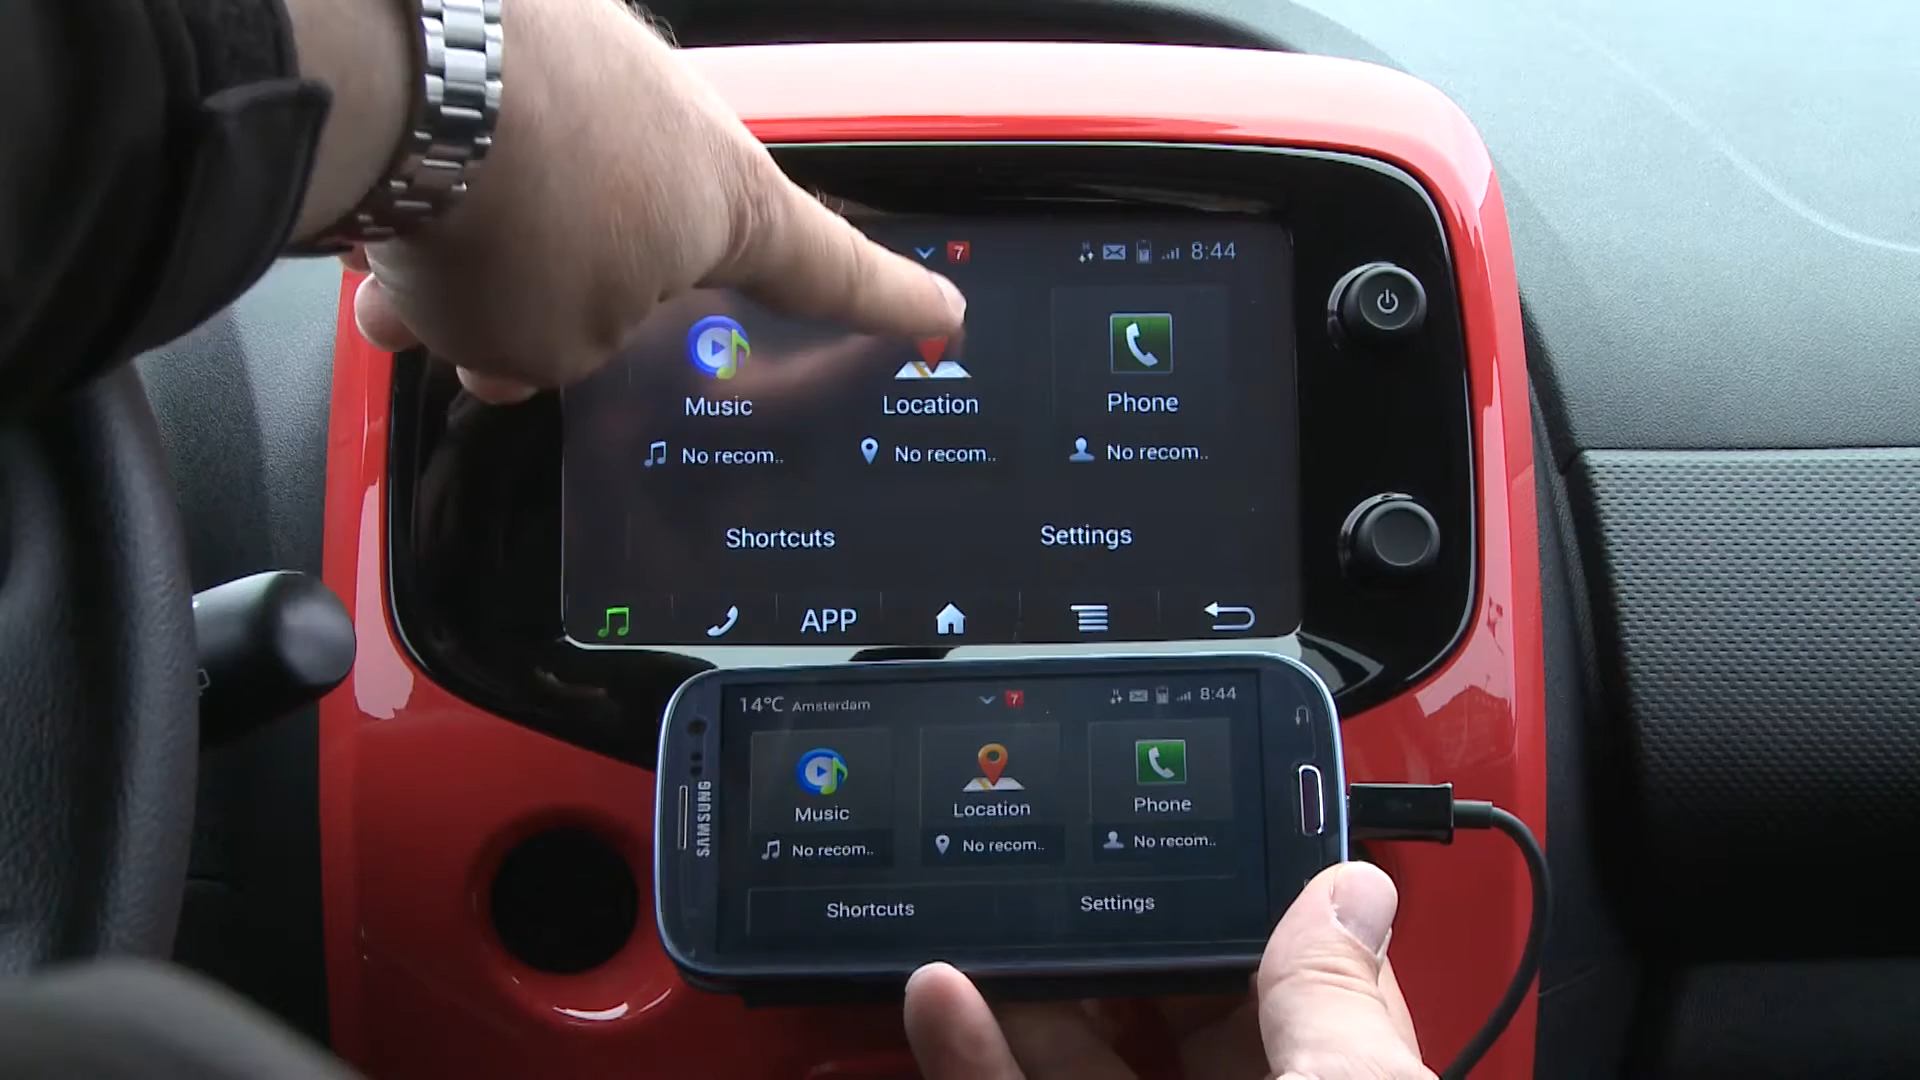 7 8:44
Music Location Phone
No recom.. No recom.. No recom..
Shortcuts Settings
APP
14°C Amsterdam 7 8:44
SAMSUNG
Music Location Phone
No recom.. No recom.. No recom..
Shortcuts Settings